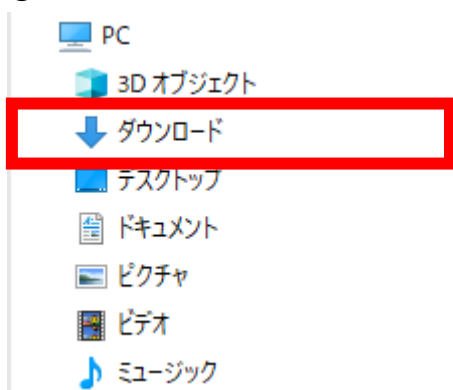 PC
3D オブジェクト
ダウンロード
デスクトップ
ドキュメント
ピクチャ
ビデオ
ミュージック